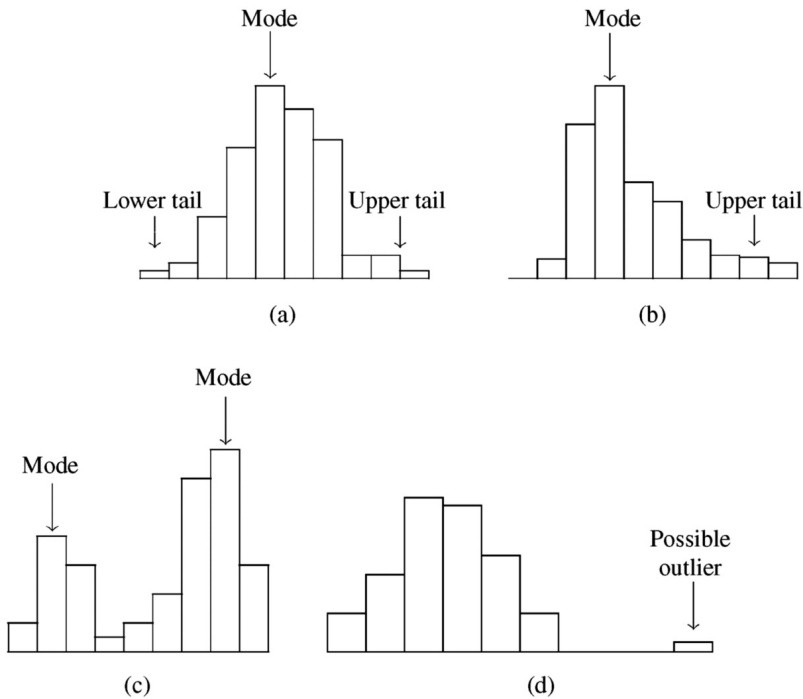 Mode
Mode
Lower tail
Upper tail
Upper tail
(a)
(b)
Mode
Mode
Possible
outlier
(c)
(d)